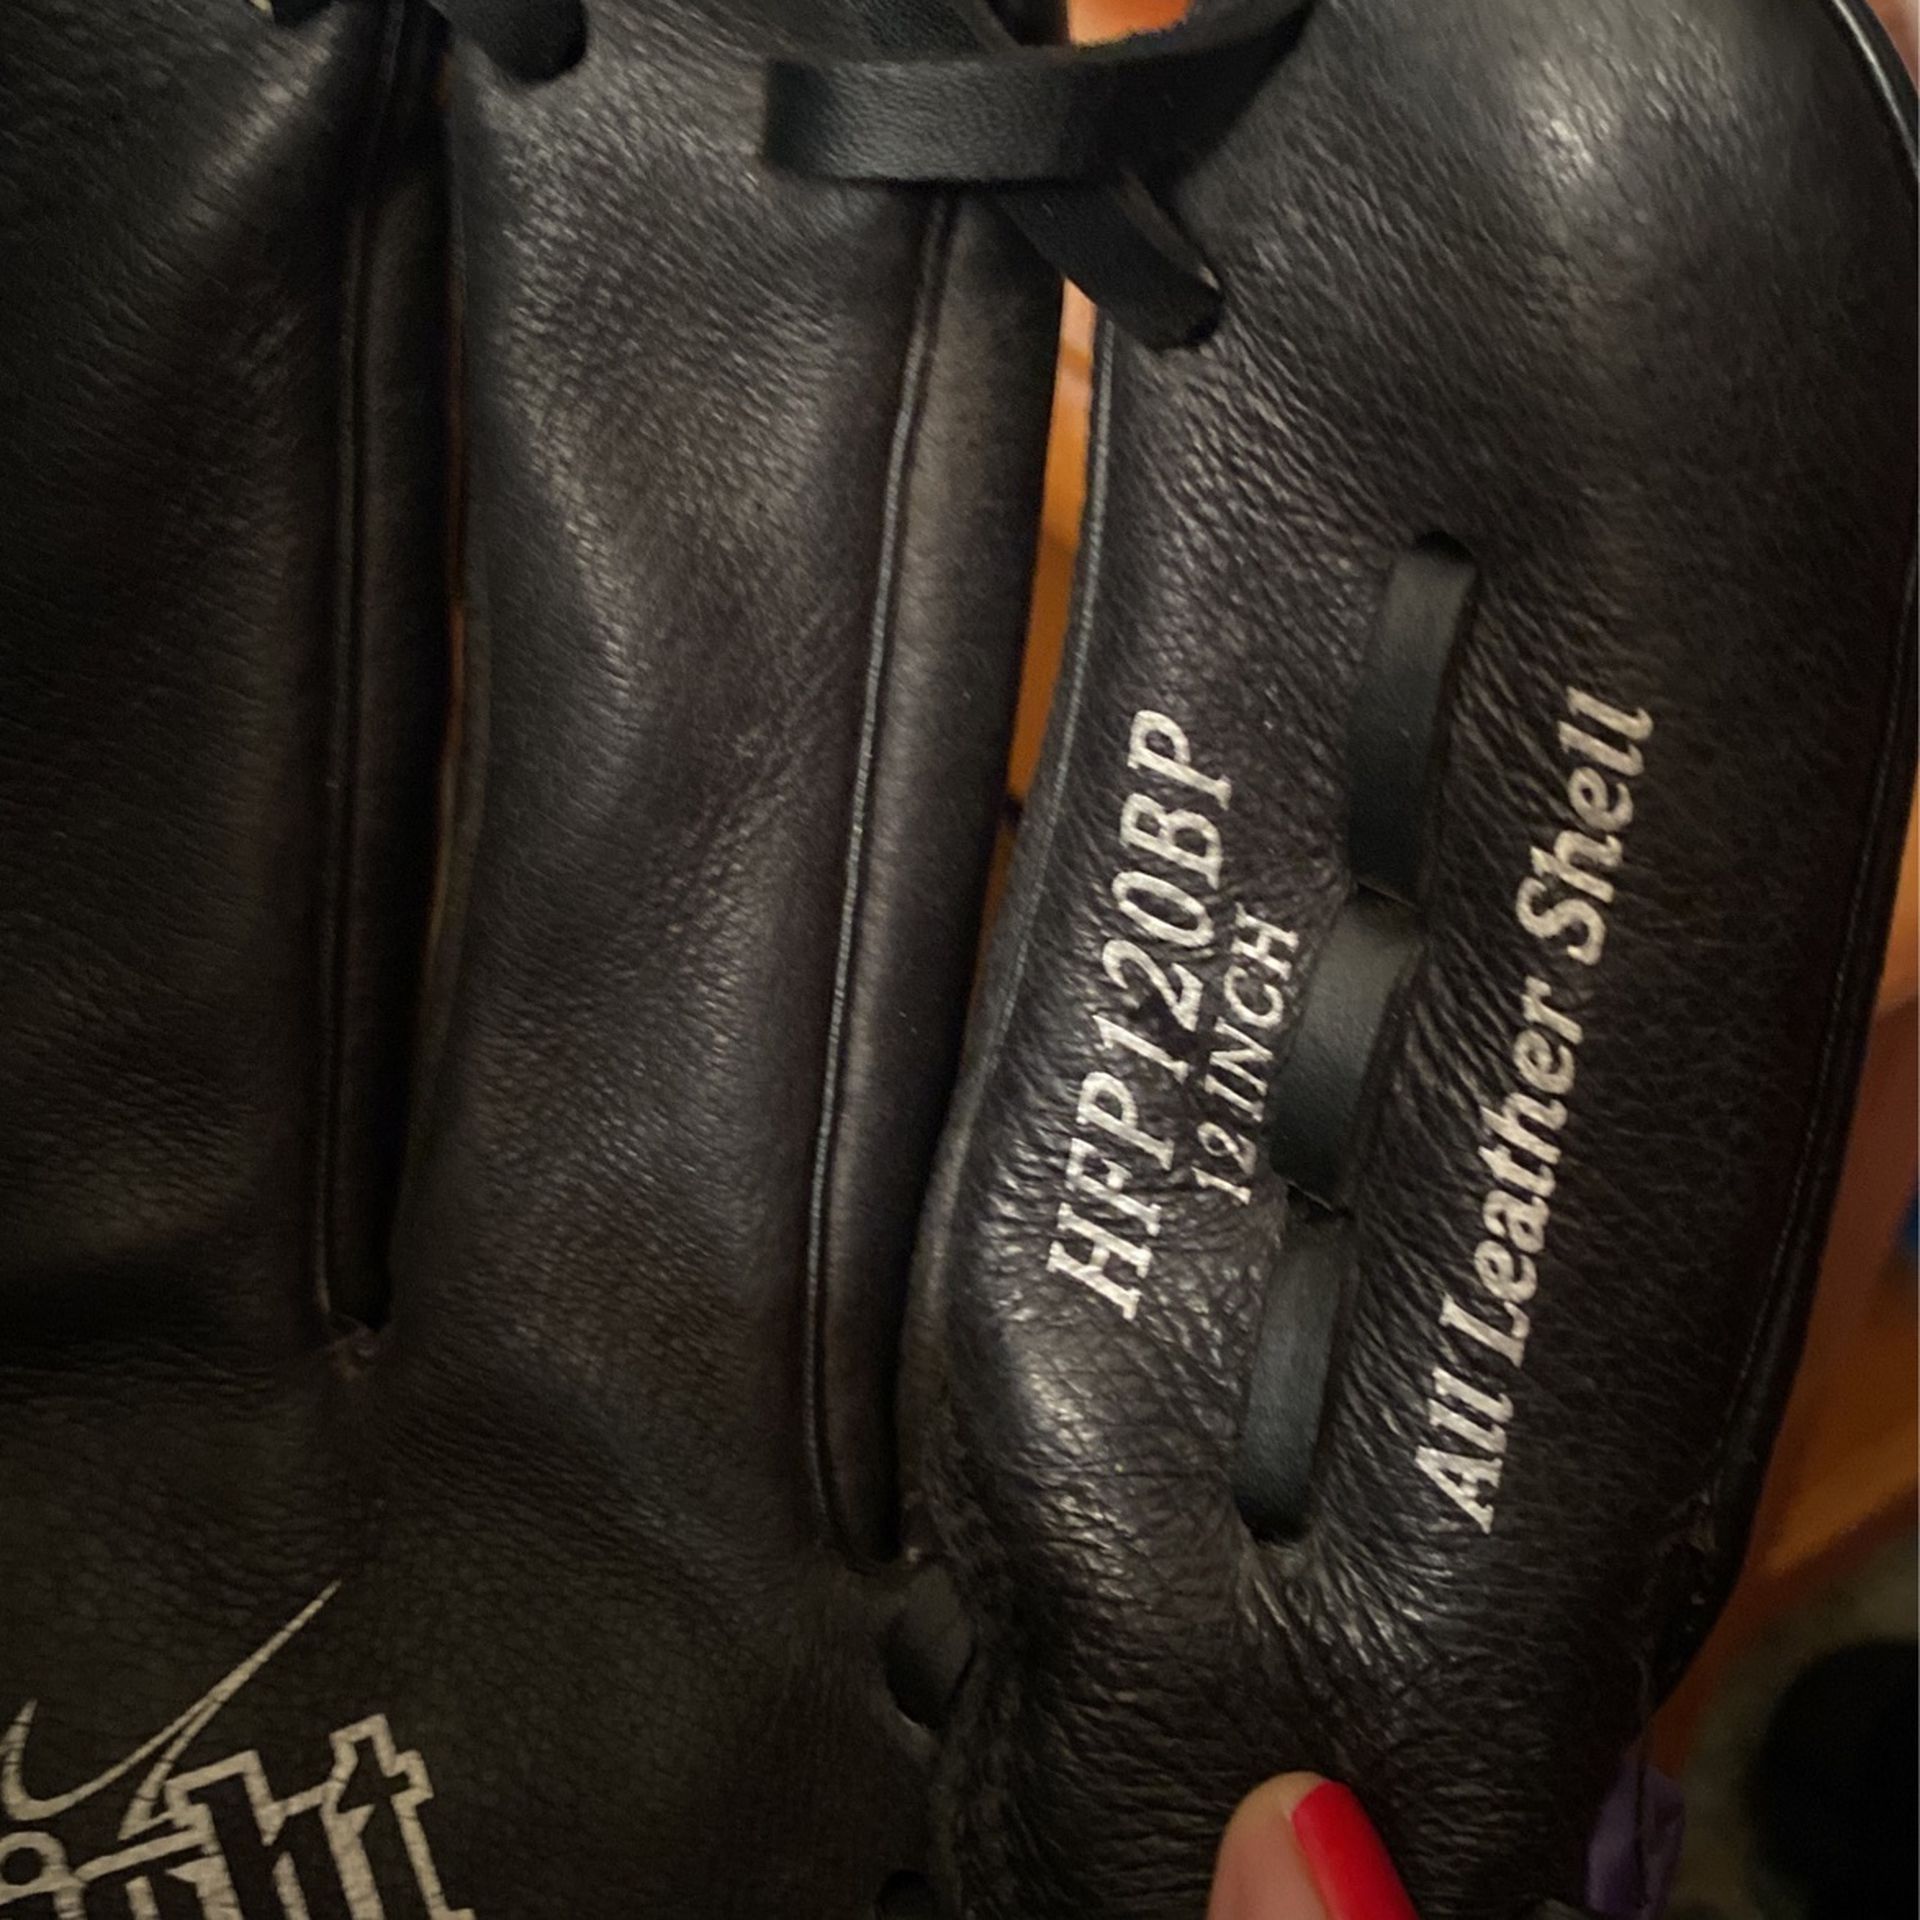 HFP120BP
12 INCH
All Leather Shell